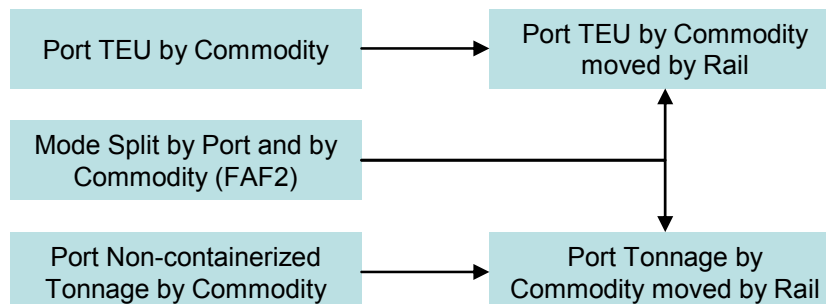 Port TEU by Commodity
Port TEU by Commodity
moved by Rail
Mode Split by Port and by
Commodity (FAF2)
Port Non-containerized
Tonnage by Commodity
Port Tonnage by
Commodity moved by Rail